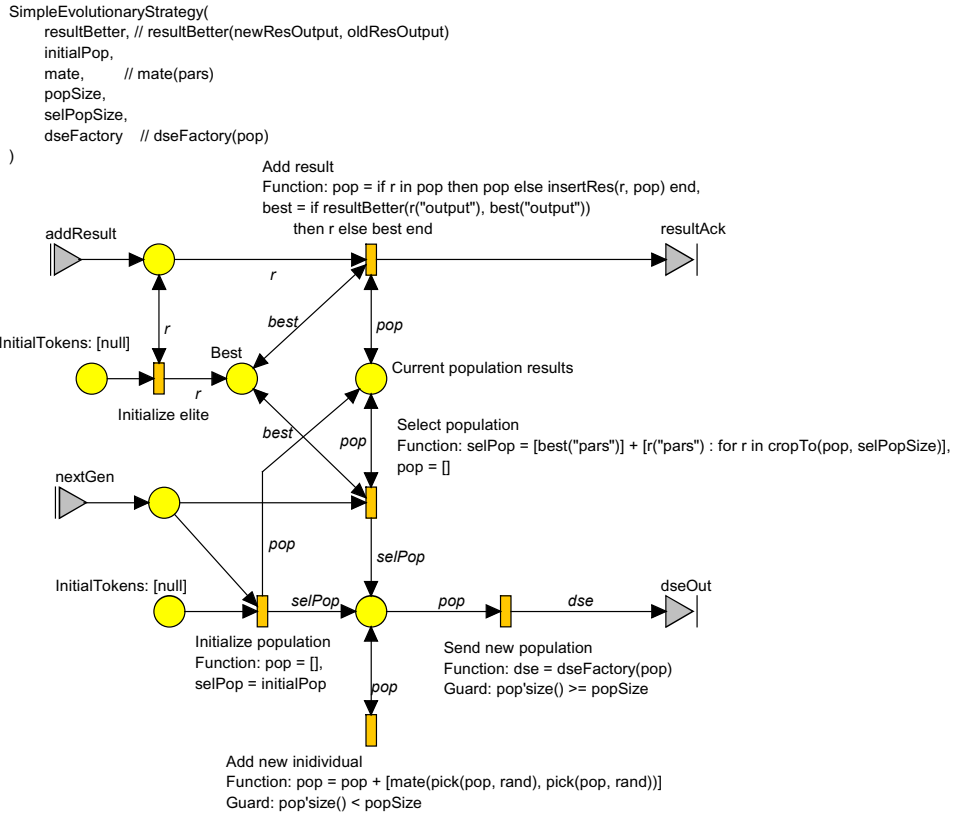 SimpleEvolutionaryStrategy(
resultBetter, // resultBetter(newResOutput, oldResOutput)
initialPop,
mate, // mate(pars)
popSize,
selPopSize,
dseFactory // dseFactory(pop)
)
Add result
Function: pop = if r in pop then pop else insertRes(r, pop) end,
best = if resultBetter(r("output"), best("output"))
then r else best end
addResult
resultAck
r
best
pop
r
InitialTokens: [null]
Best
Current population results
r
Initialize elite
best
pop
Select population
Function: selPop = [best("pars")] + [r("pars") : for r in cropTo(pop, selPopSize)],
pop = []
nextGen
pop
selPop
InitialTokens: [null]
dseOut
selPop
pop
dse
Initialize population
Function: pop = [],
selPop = initialPop
Send new population
Function: dse = dseFactory(pop)
Guard: pop'size() >= popSize
pop
Add new inidividual
Function: pop = pop + [mate(pick(pop, rand), pick(pop, rand))]
Guard: pop'size() < popSize